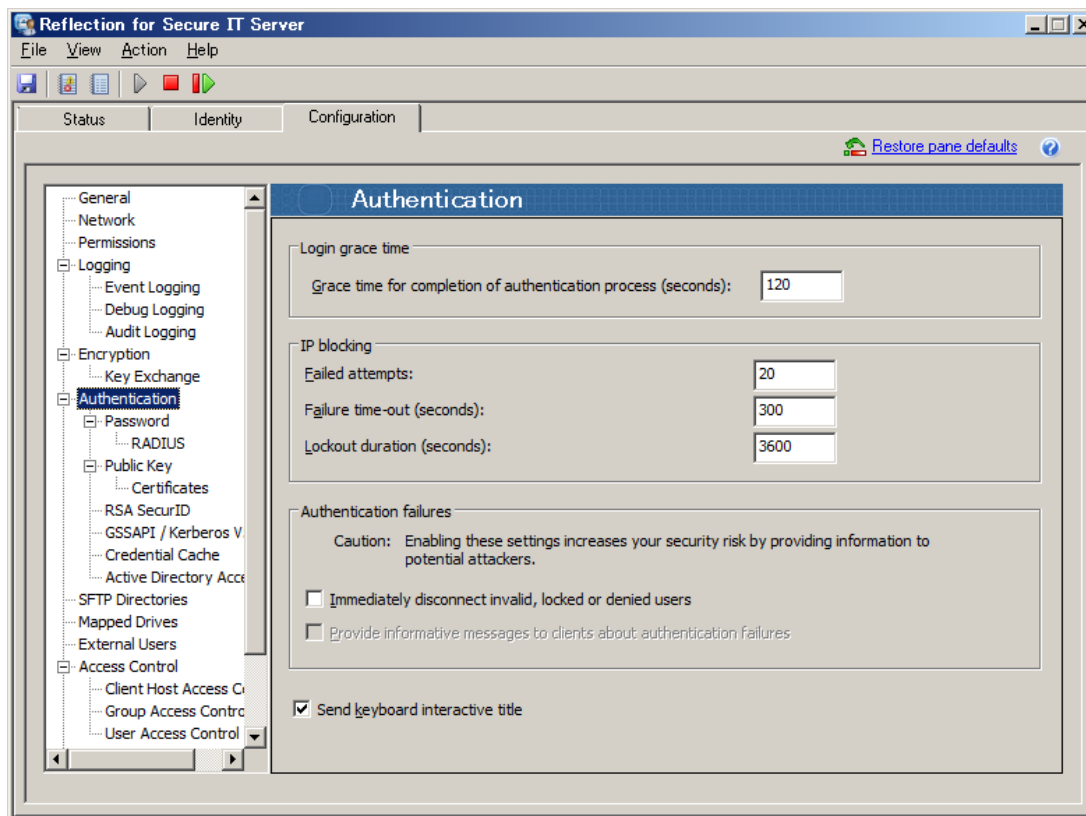 Reflection for Secure IT Server
File View Action Help
Status Identity Configuration
Restore pane defaults
General
Network
Permissions
Logging
Event Logging
Debug Logging
Audit Logging
Encryption
Key Exchange
Authentication
Password
RADIUS
Public Key
Certificates
RSA SecurID
GSSAPI / Kerberos V
Credential Cache
Active Directory Acce
SFTP Directories
Mapped Drives
External Users
Access Control
Client Host Access C
Group Access Contro
User Access Control
Authentication
Login grace time
Grace time for completion of authentication process (seconds): 120
IP blocking
Failed attempts: 20
Failure time-out (seconds): 300
Lockout duration (seconds): 3600
Authentication failures
Caution: Enabling these settings increases your security risk by providing information to
potential attackers.
Immediately disconnect invalid, locked or denied users
Provide informative messages to clients about authentication failures
Send keyboard interactive title